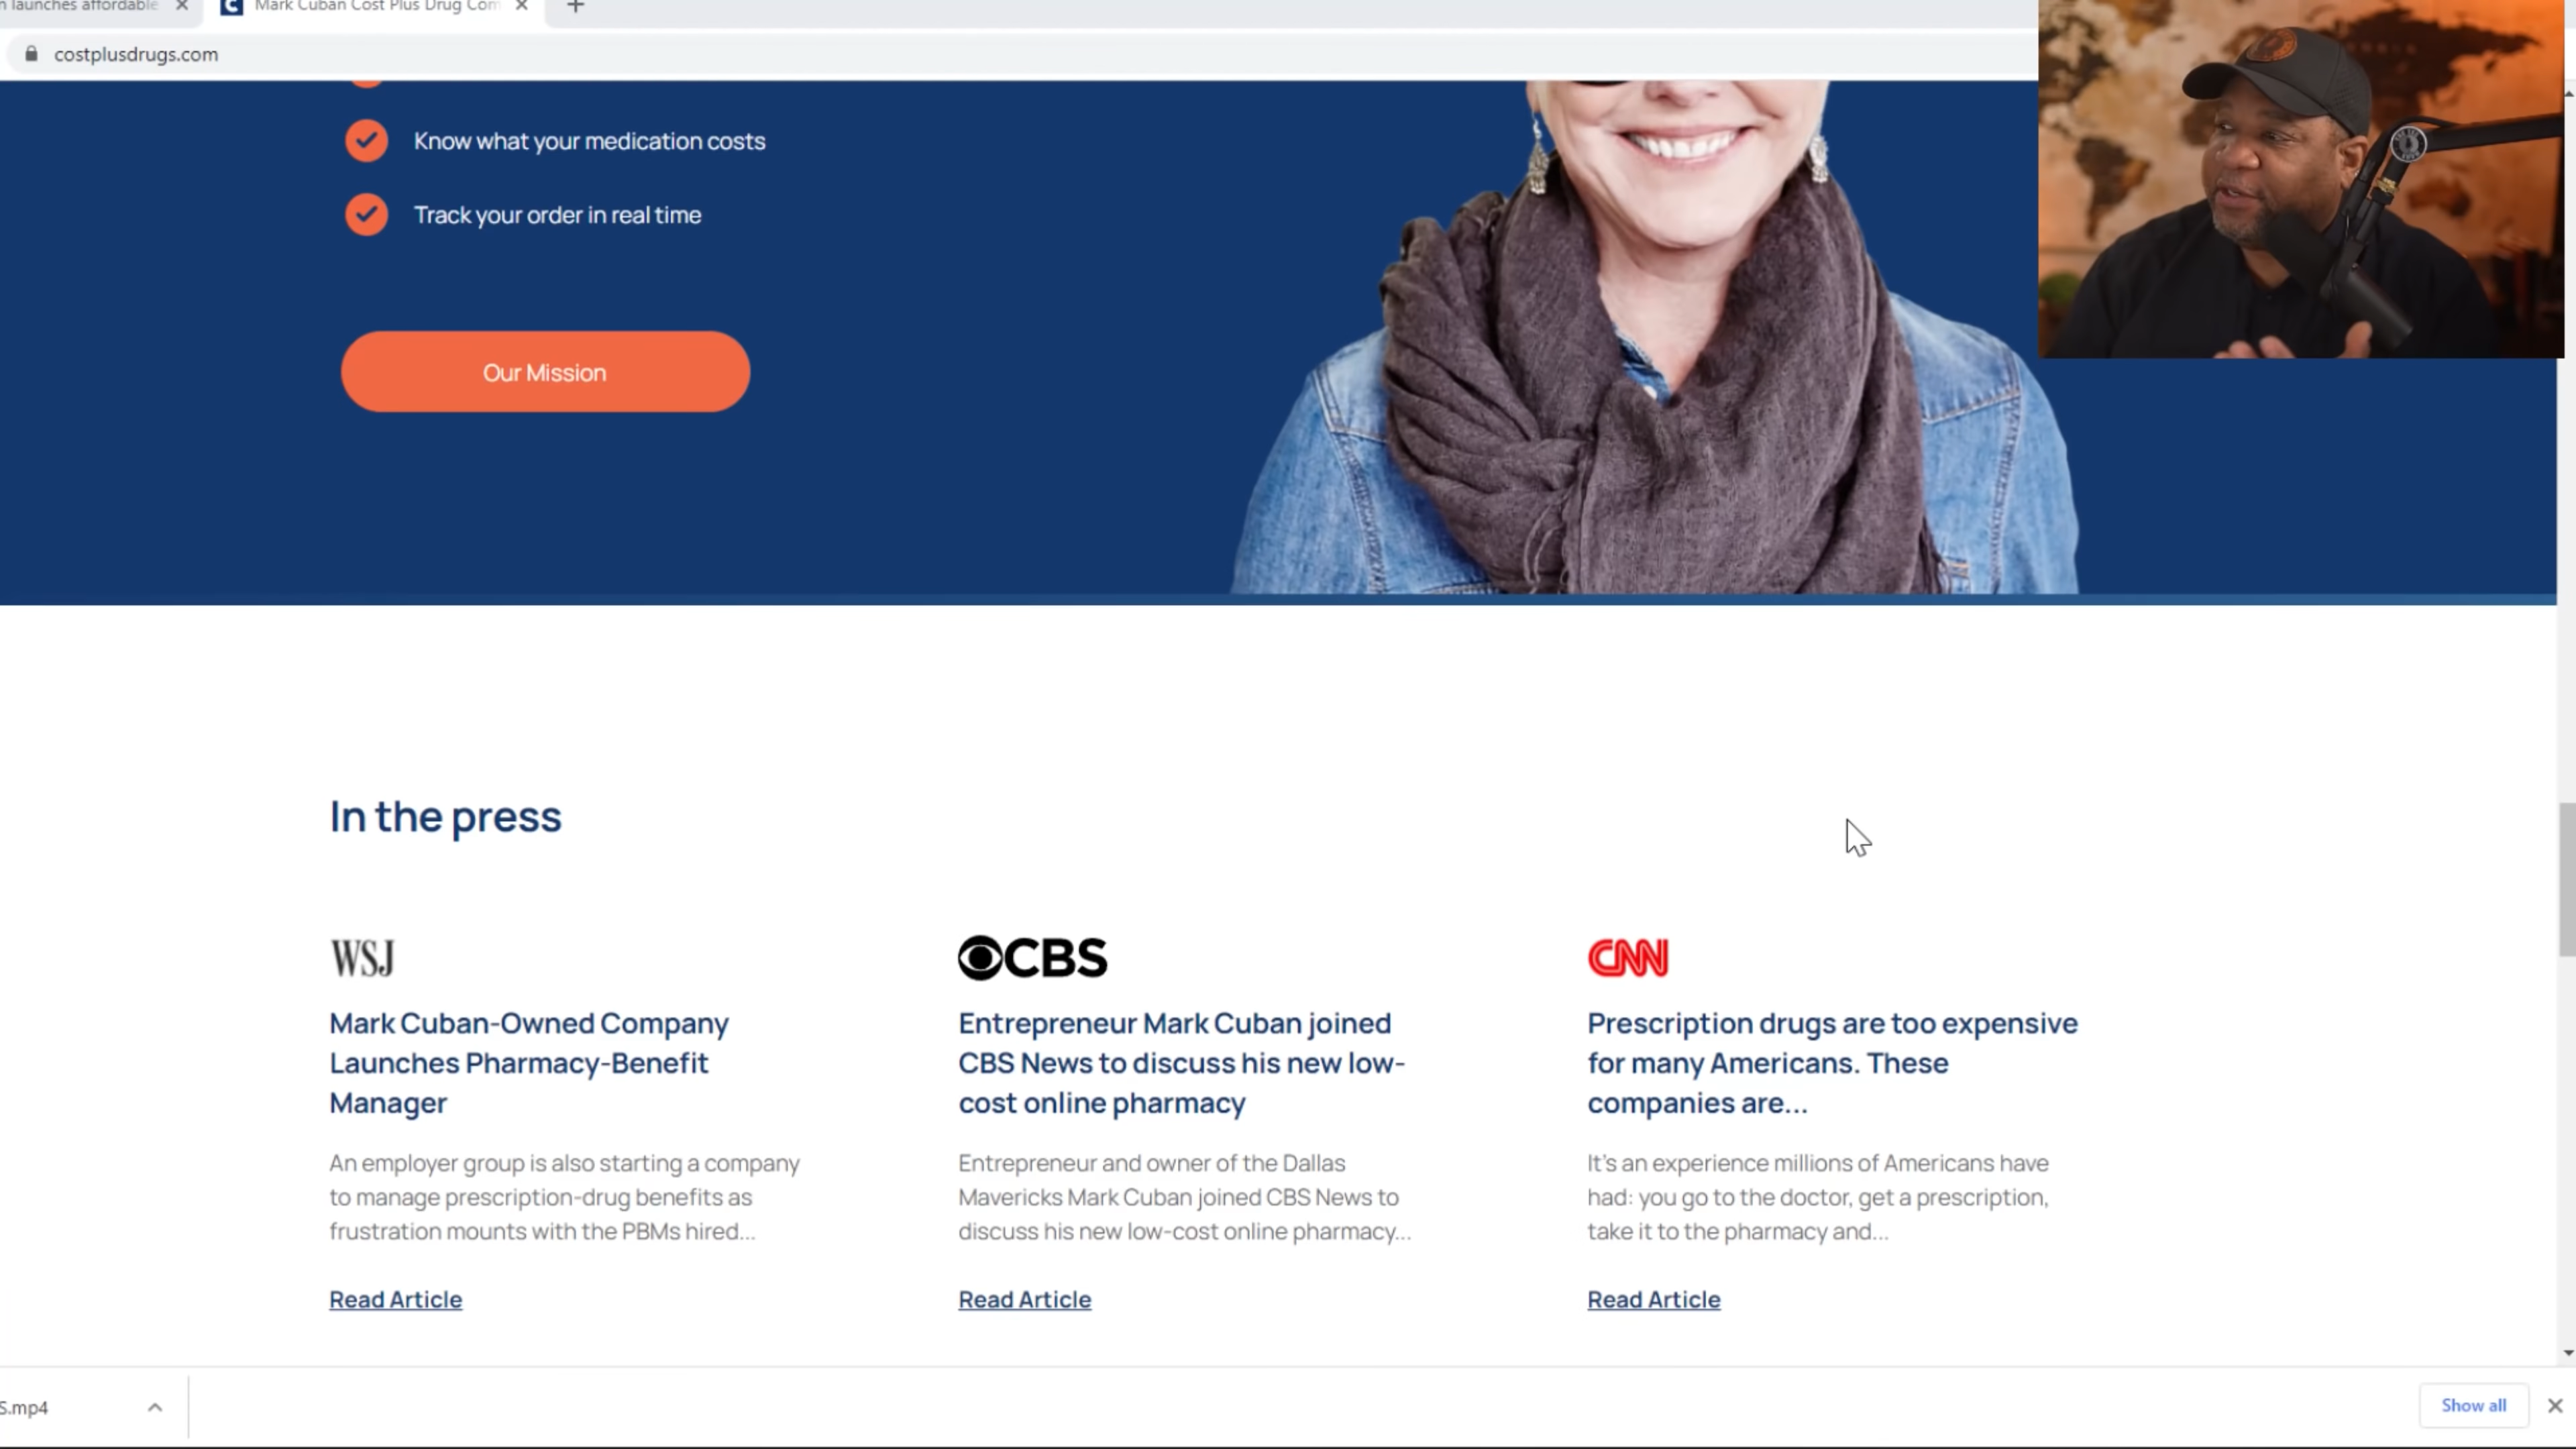 launches affordable
Mark Cuban Cost Plus Drug Com
costplusdrugs.com
Know what your medication costs
Track your order in real time
Our Mission
In the press
WSJ
CBS
CNN
Mark Cuban-Owned Company
Launches Pharmacy-Benefit
Manager
Entrepreneur Mark Cuban joined
CBS News to discuss his new low-
cost online pharmacy
Prescription drugs are too expensive
for many Americans. These
companies are...
An employer group is also starting a company
to manage prescription-drug benefits as
frustration mounts with the PBMs hired...
Entrepreneur and owner of the Dallas
Mavericks Mark Cuban joined CBS News to
discuss his new low-cost online pharmacy...
It's an experience millions of Americans have
had: you go to the doctor, get a prescription,
take it to the pharmacy and...
Read Article
Read Article
Read Article
S.mp4
Show all